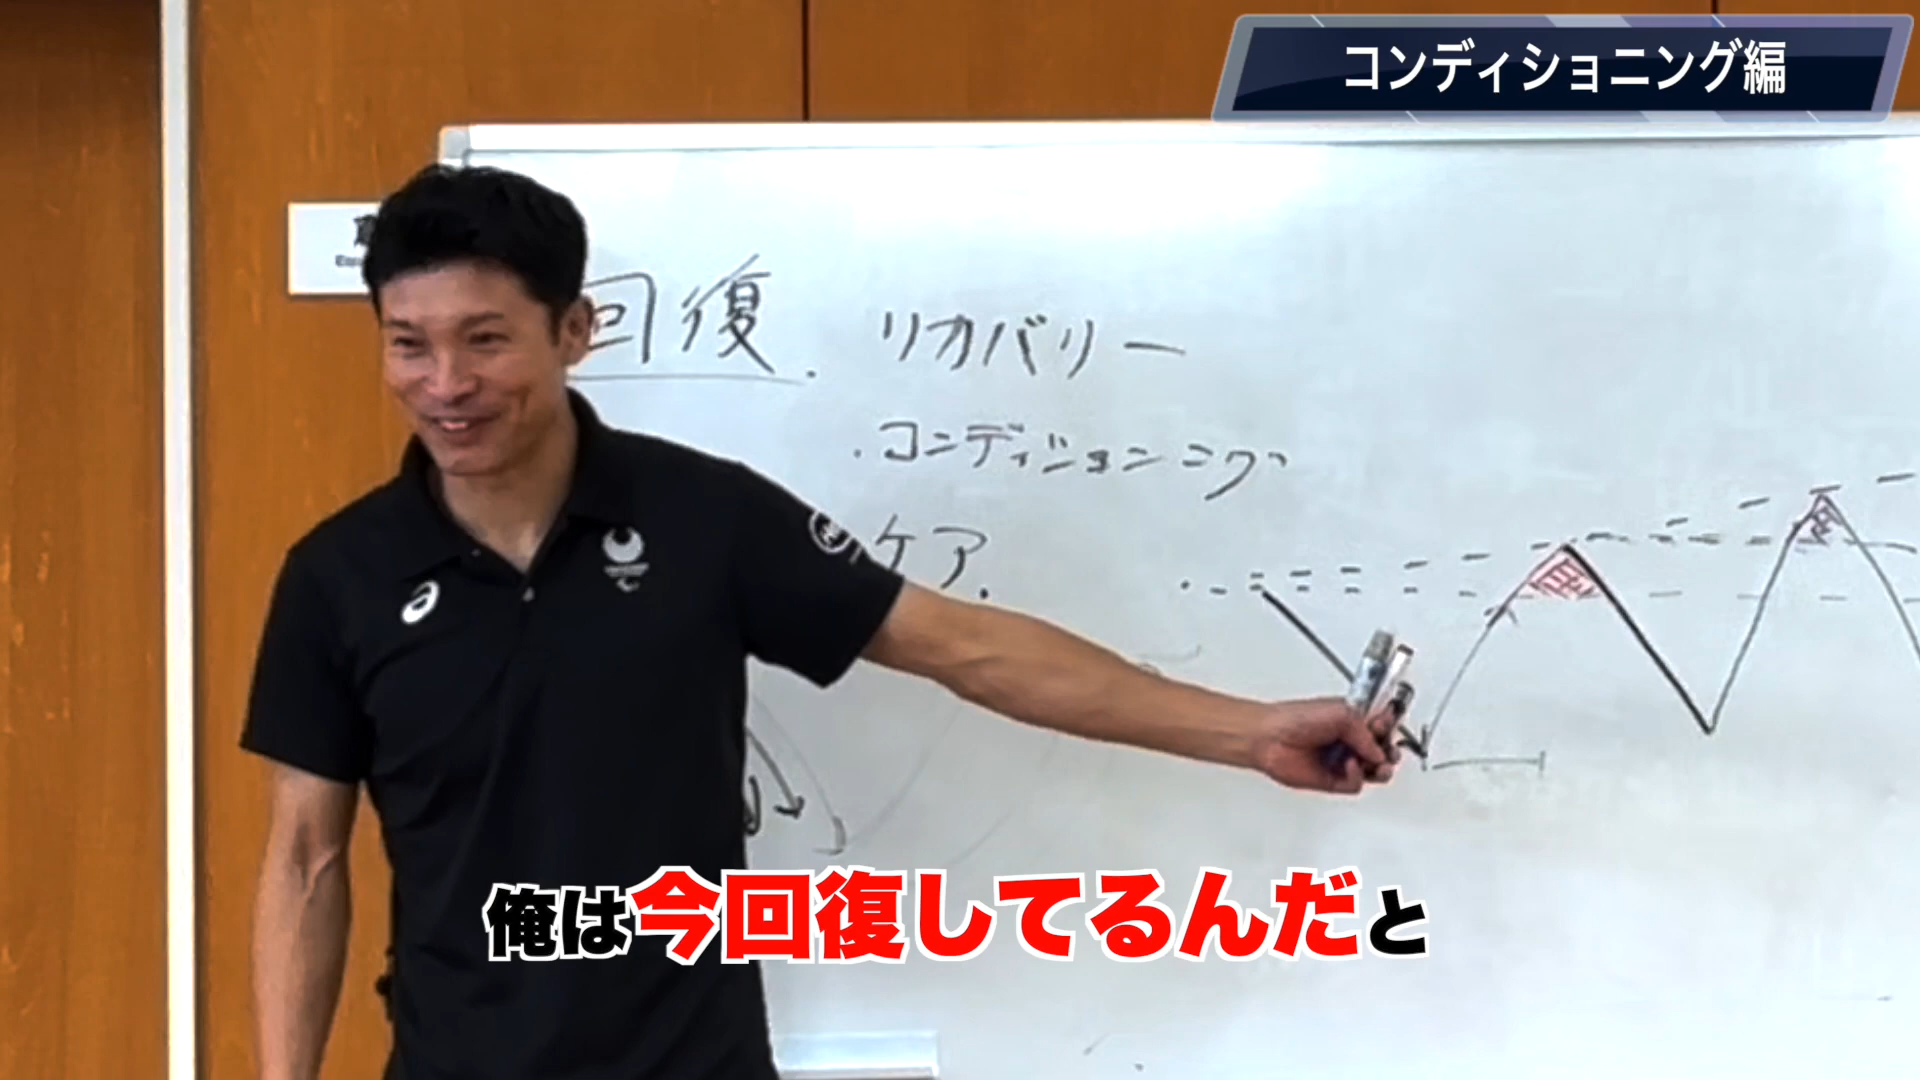 コンディショニング編
回復.
リカバリー
.コンディショニング
ケア.
俺は今回復してるんだと